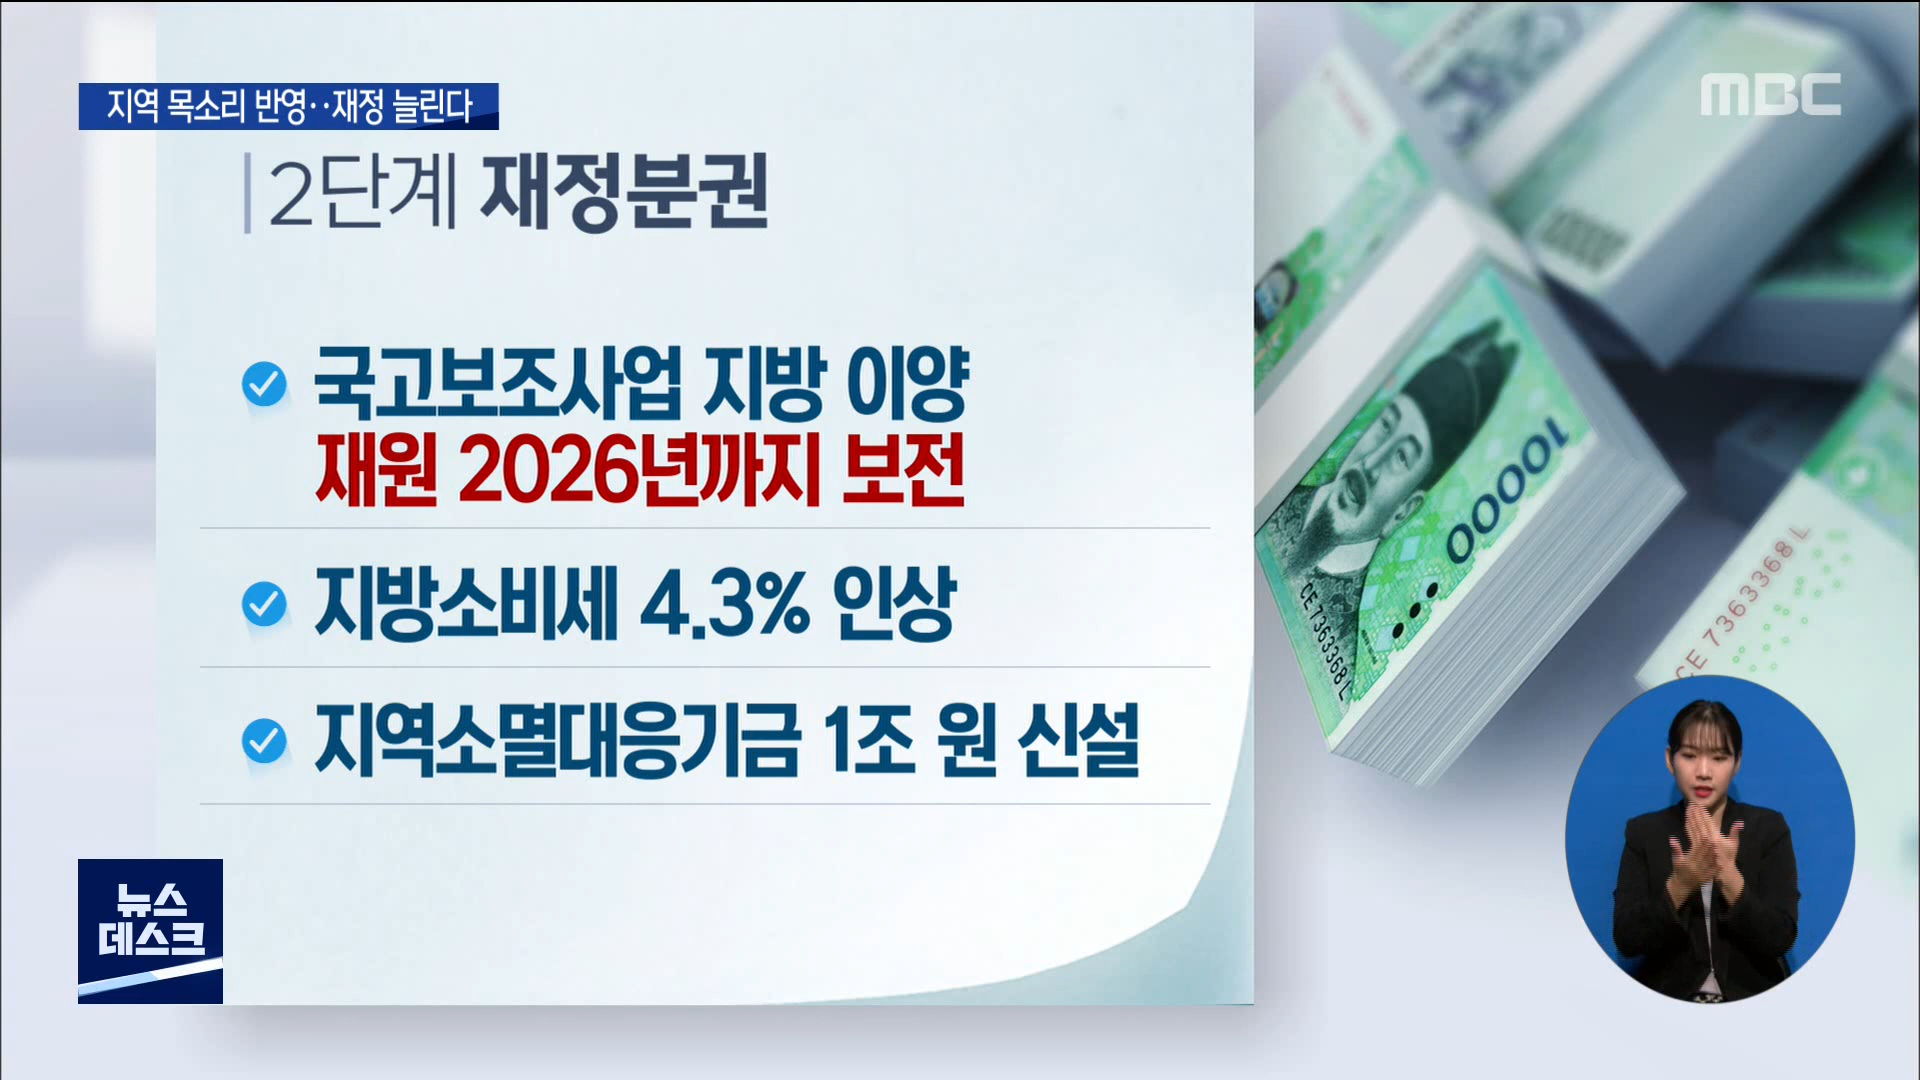 지역 목소리 반영‥재정 늘린다
MBC
2단계 재정분권
국고보조사업 지방 이양
재원 2026년까지 보전
지방소비세 4.3% 인상
지역소멸대응기금 1조 원 신설
10000
10000
CE7363368L
CE 7363368L
뉴스
데스크